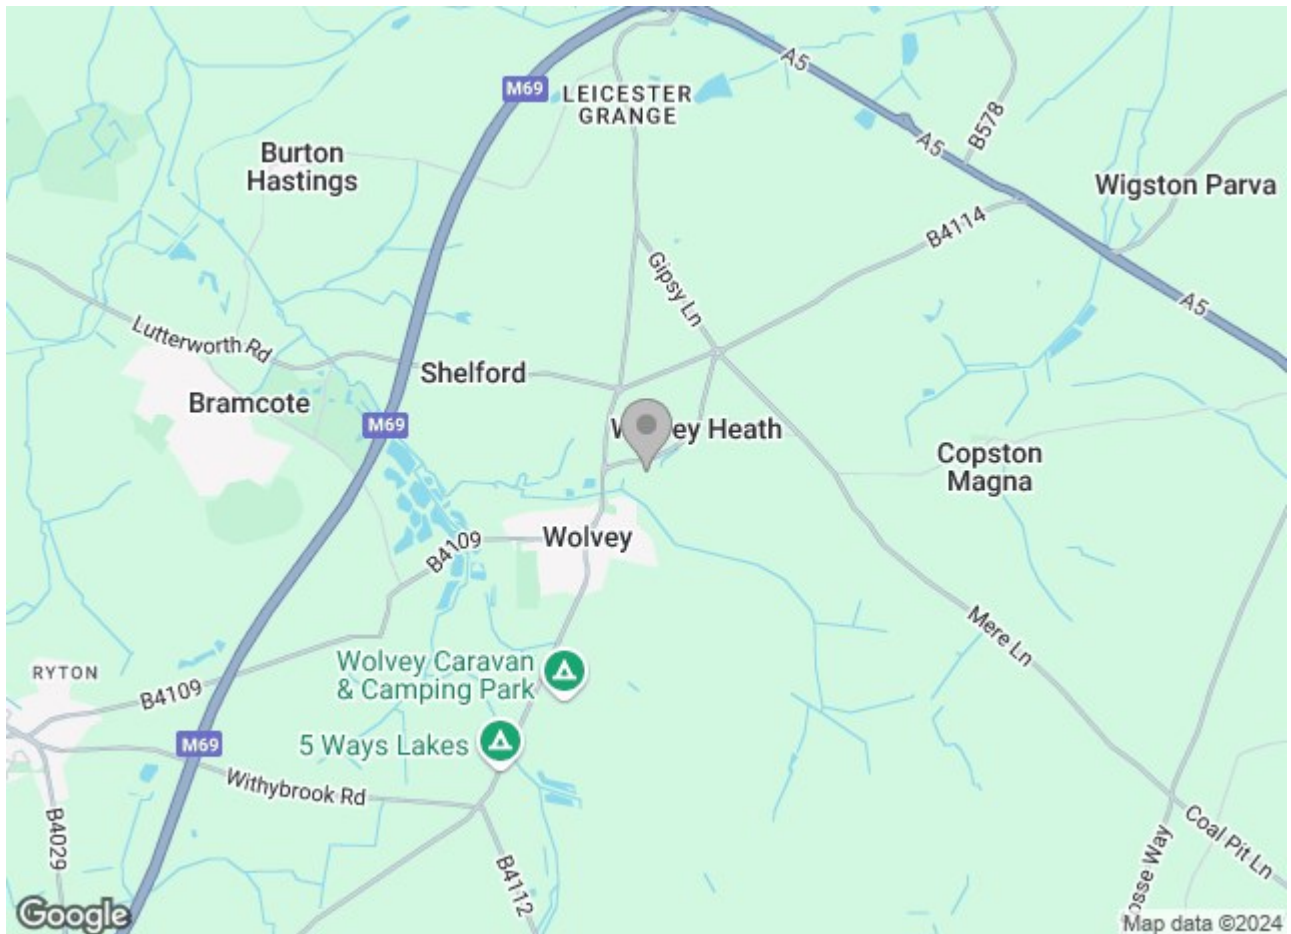 M69
LEICESTER
GRANGE
A5
B578
A5
Burton
Hastings
Wigston Parva
B4114
Gipsy Ln
A5
Lutterworth Rd
Shelford
Bramcote
M69
ey Heath
Copston
Magna
Wolvey
B4109
Mere Ln
Wolvey Caravan
& Camping Park
RYTON
B4109
M69
5 Ways Lakes
Withybrook Rd
B4029
B4112
Coal Pit Ln
osse Way
Google
Map data ©2024